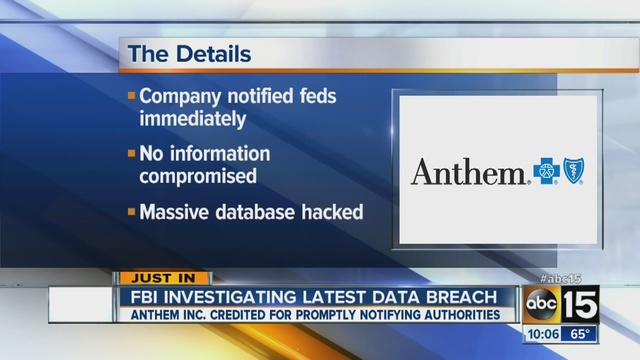 The Details
▪ Company notified feds
immediately
▪ No information
compromised
▪ Massive database hacked
Anthem®
#abc15
JUST IN
FBI INVESTIGATING LATEST DATA BREACH
ANTHEM INC. CREDITED FOR PROMPTLY NOTIFYING AUTHORITIES
abc 15
10:06 65°